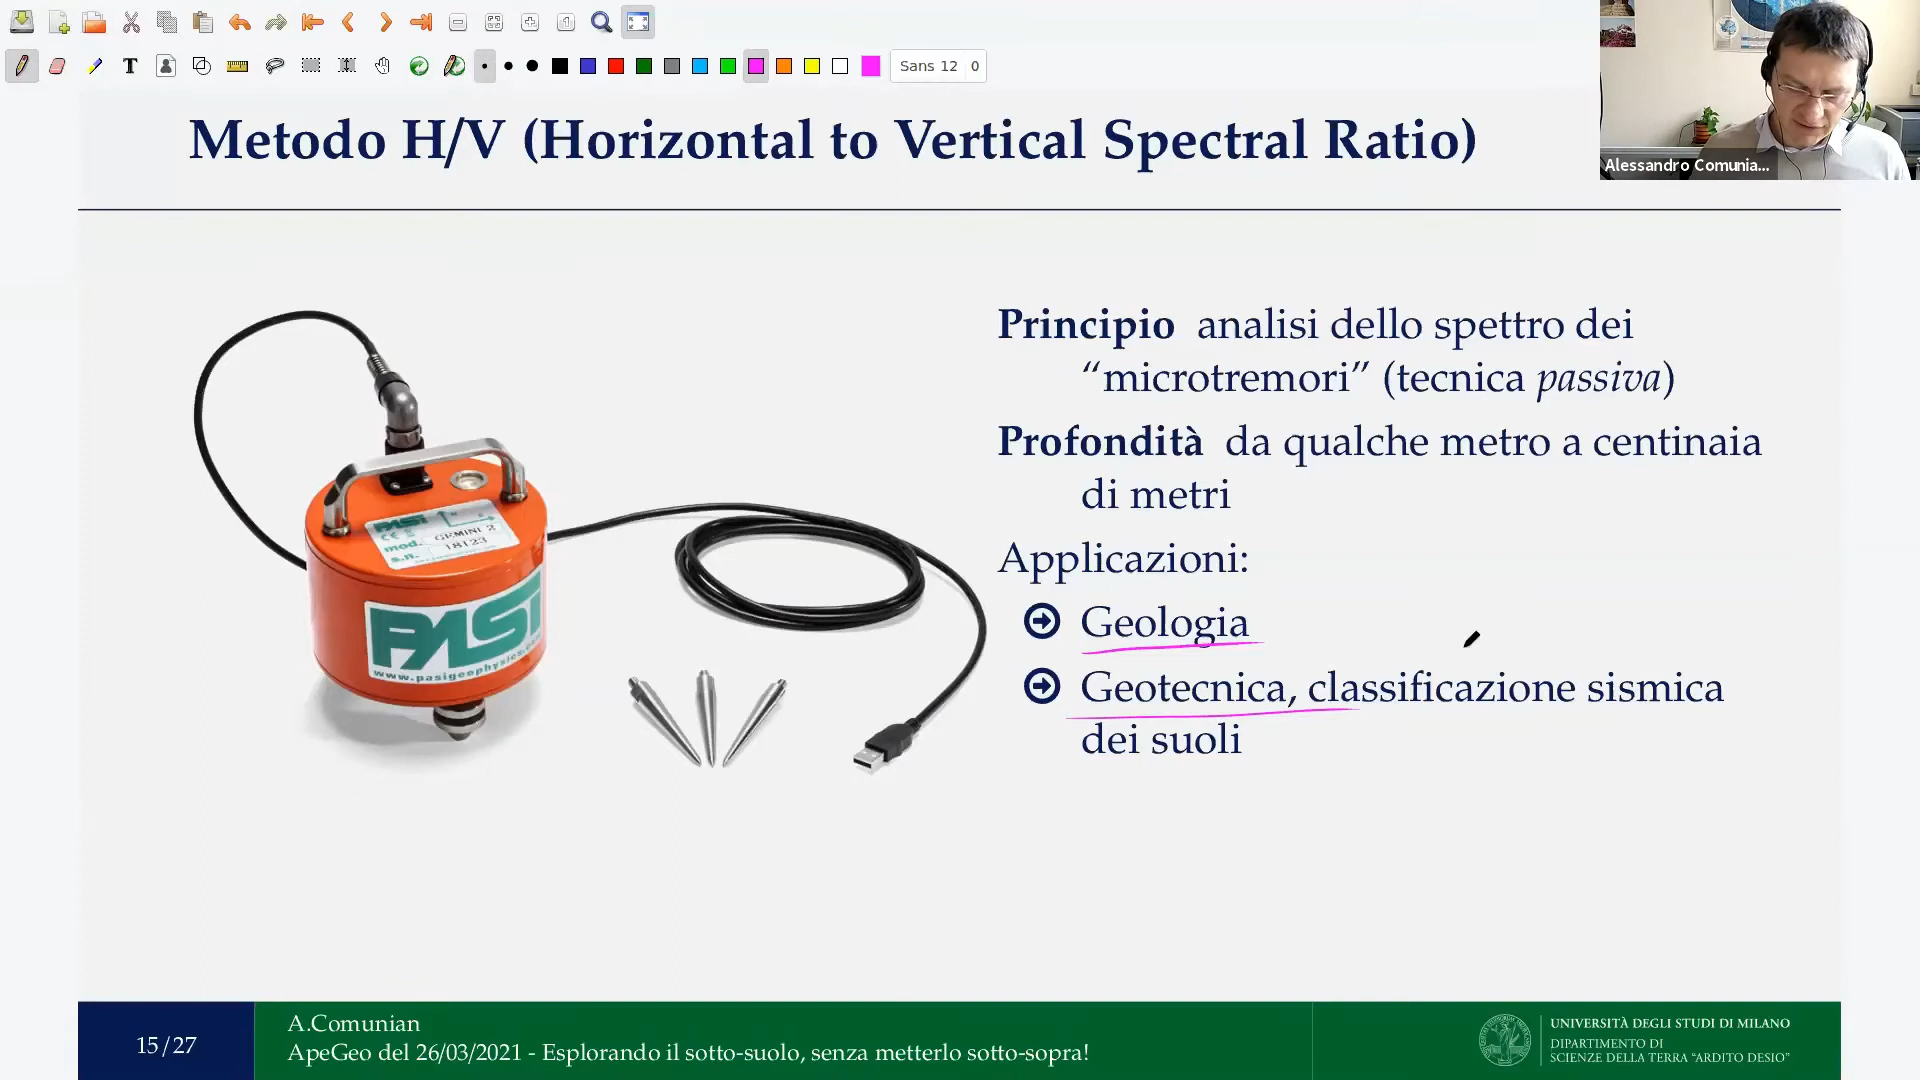 Sans 12 0
Alessandro Comunia...
Metodo H/V (Horizontal to Vertical Spectral Ratio)
Principio analisi dello spettro dei
“microtremori” (tecnica passiva)
Profondità da qualche metro a centinaia
di metri
Applicazioni:
Geologia
Geotecnica, classificazione sismica
dei suoli
PASI
CE
mod. GEMINI 2
s.n. 18123
PASI
www.pasigeophysics.
15/27
A.Comunian
ApeGeo del 26/03/2021 - Esplorando il sotto-suolo, senza metterlo sotto-sopra!
UNIVERSITÀ DEGLI STUDI DI MILANO
DIPARTIMENTO DI
SCIENZE DELLA TERRA “ARDITO DESIO”